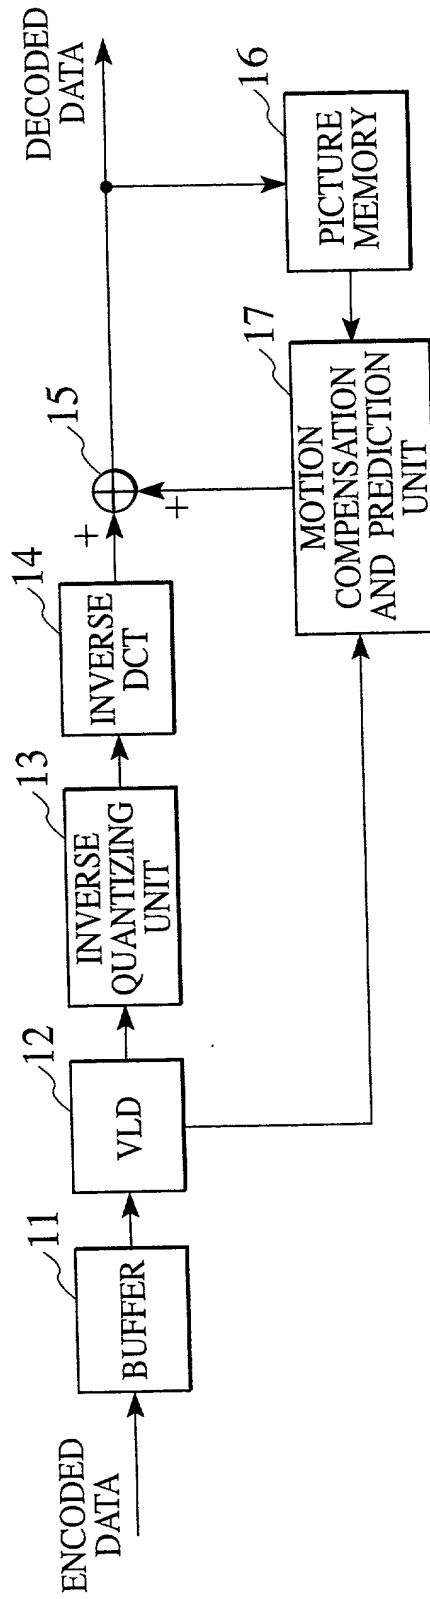 ENCODED
DATA
11
BUFFER
12
VLD
13
INVERSE
QUANTIZING
UNIT
14
INVERSE
DCT
15
+
+
DECODED
DATA
16
PICTURE
MEMORY
17
MOTION
COMPENSATION
AND PREDICTION
UNIT